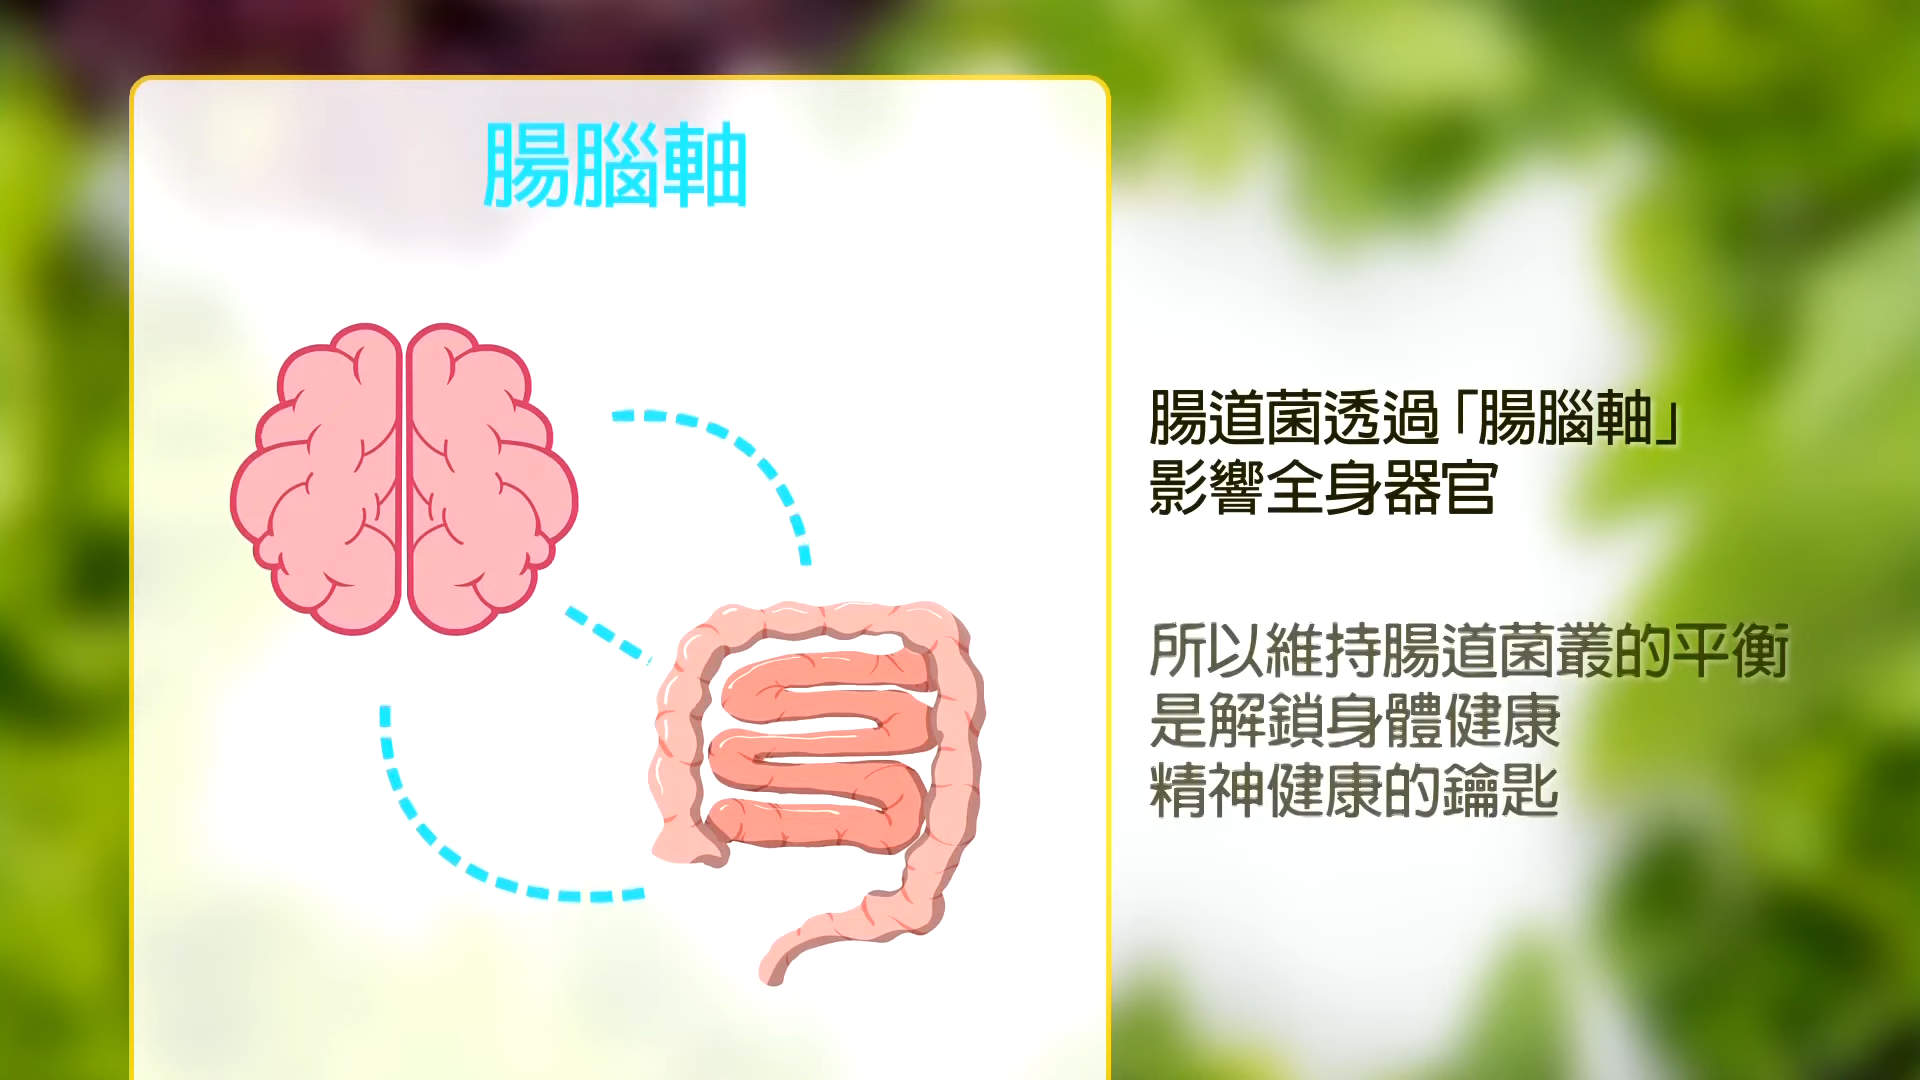 腸腦軸
腸道菌透過「腸腦軸」
影響全身器官
所以維持腸道菌叢的平衡
是解鎖身體健康
精神健康的鑰匙